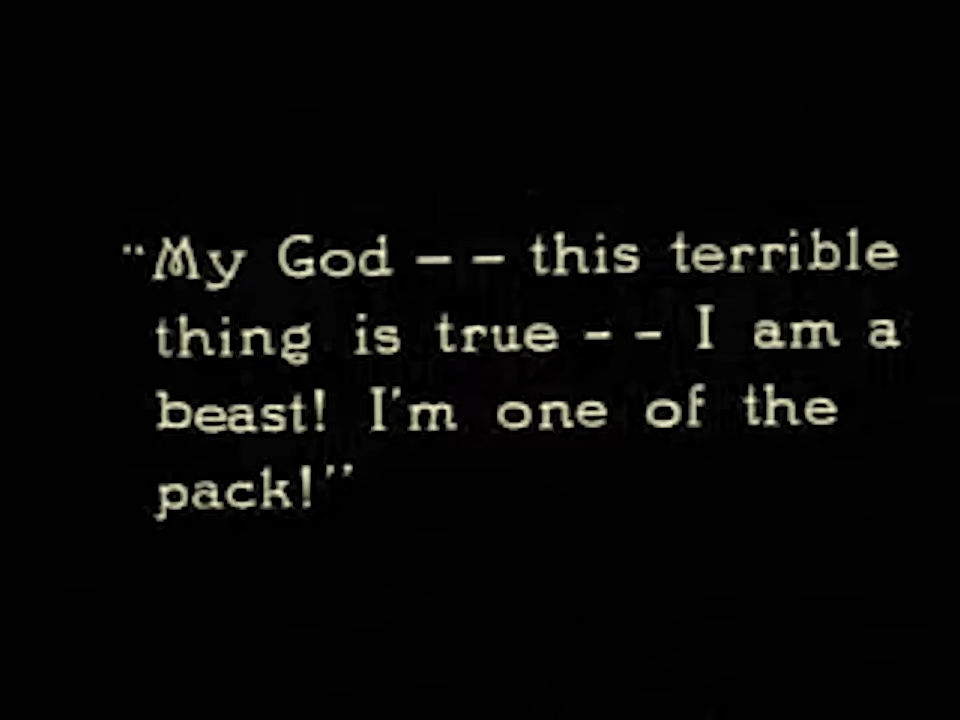 "My God -- this terrible
thing is true -- I am a
beast! I'm one of the
pack!"